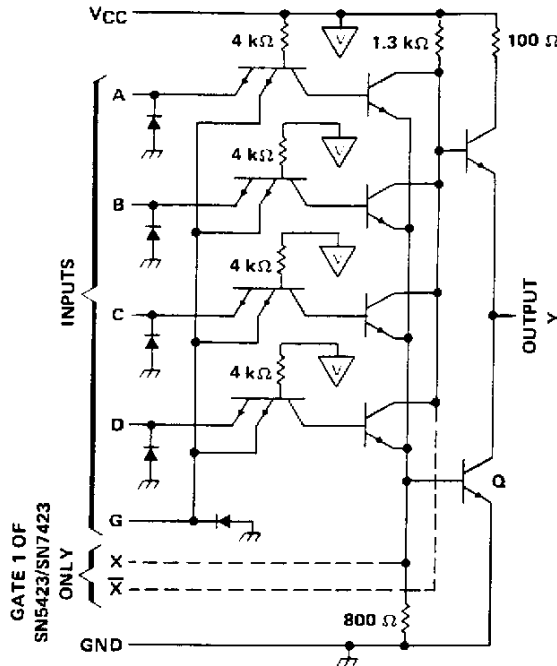 VCC
4 kΩ
V
1.3 kΩ
100 Ω
A
4 kΩ
V
B
4 kΩ
V
C
4 kΩ
V
D
INPUTS
OUTPUT
Y
Q
G
X
X̅
GATE 1 OF
SN5423/SN7423
ONLY
800 Ω
GND